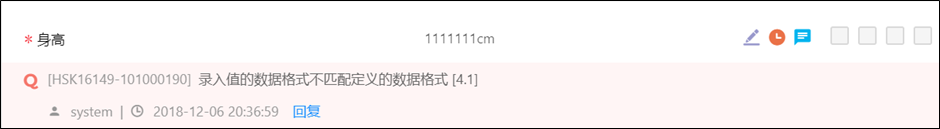 * 身高 1111111cm
Q [HSK16149-101000190] 录入值的数据格式不匹配定义的数据格式 [4.1]
system | 2018-12-06 20:36:59 回复